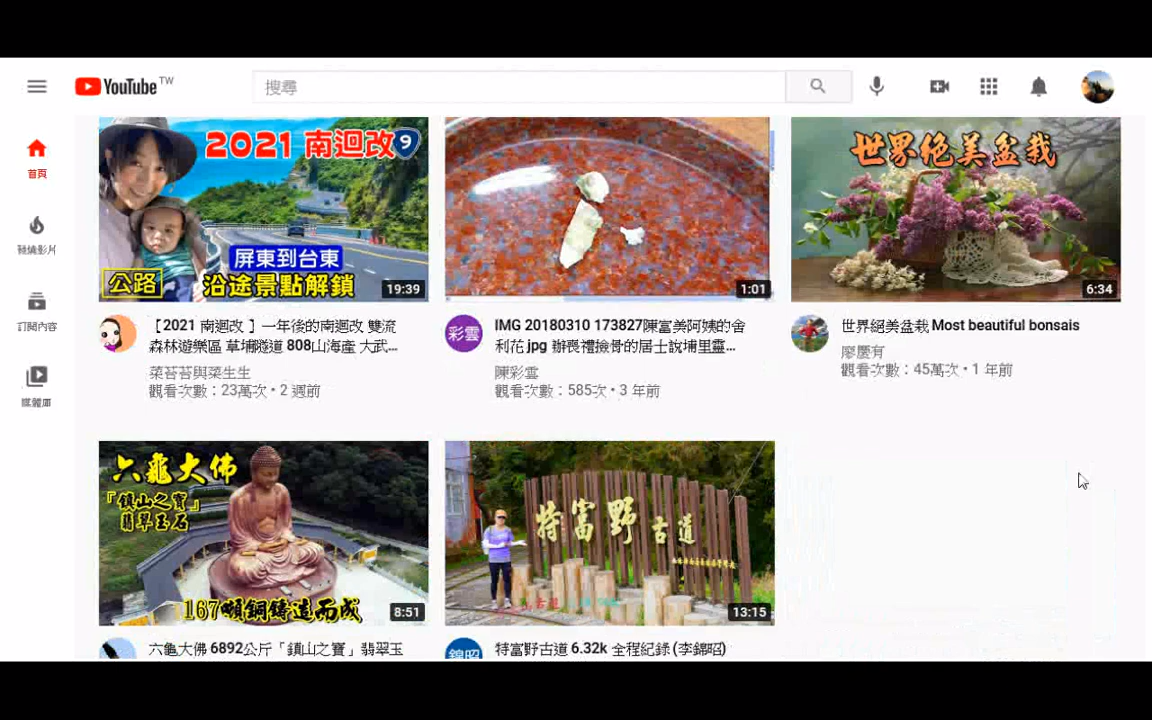 YouTube TW
搜尋
首頁
發燒影片
訂閱內容
媒體庫
2021 南迴改 9
屏東到台東
公路 沿途景點解鎖
19:39
1:01
世界絕美盆栽
6:34
【2021 南迴改 】一年後的南迴改 雙流
森林遊樂區 草埔隧道 808山海產 大武...
菜苔苔與菜生生
觀看次數：23萬次 • 2 週前
彩雲
IMG 20180310 173827陳富美阿姨的舍
利花 jpg 辦喪禮撿骨的居士說埔里靈...
陳彩雲
觀看次數：585次 • 3 年前
世界絕美盆栽 Most beautiful bonsais
廖慶有
觀看次數：45萬次 • 1 年前
六龜大佛
「鎮山之寶」
翡翠玉石
167噸銅鑄造而成
8:51
特富野古道
13:15
六龜大佛 6892公斤「鎮山之寶」翡翠玉
錦昭
特富野古道 6.32k 全程紀錄 (李錦昭)